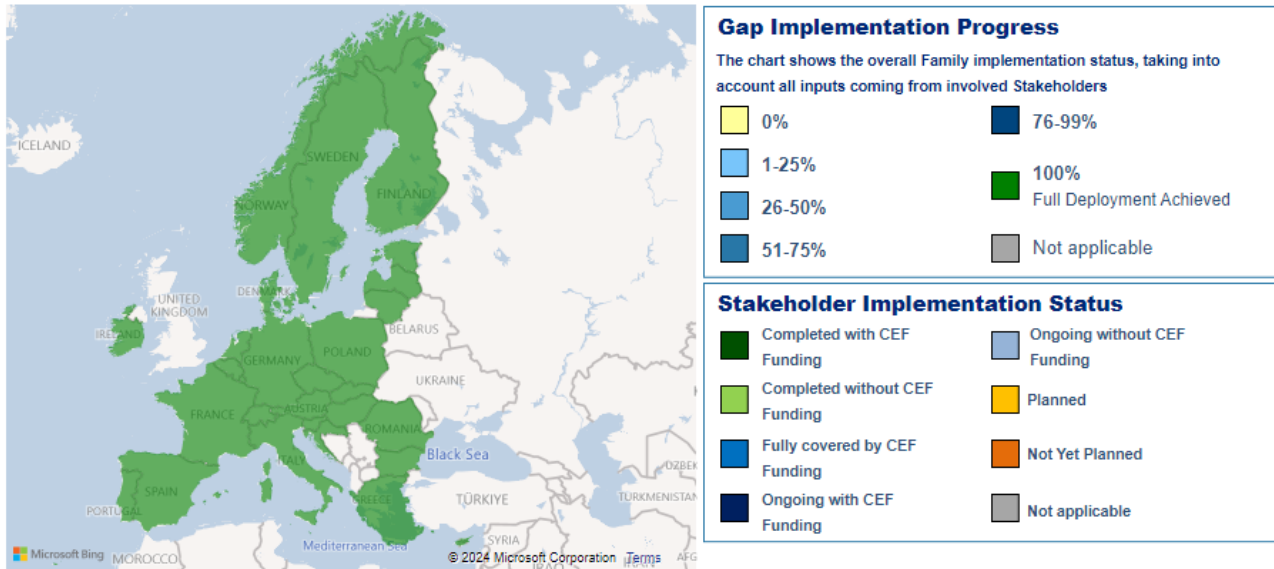 ICELAND
SWEDEN
FINLAND
NORWAY
DENMARK
UNITED
KINGDOM
IRELAND
BELARUS
GERMANY
POLAND
UKRAINE
FRANCE
AUSTRIA
ROMANIA
ITALY
Black Sea
SPAIN
PORTUGAL
GREECE
TÜRKIYE
UZBEK
TURKMENISTAN
Mediterranean Sea
SYRIA
IRAQ
IRAN
AFG
MOROCCO
Microsoft Bing
© 2024 Microsoft Corporation Terms
Gap Implementation Progress
The chart shows the overall Family implementation status, taking into
account all inputs coming from involved Stakeholders
0%
1-25%
26-50%
51-75%
76-99%
100%
Full Deployment Achieved
Not applicable
Stakeholder Implementation Status
Completed with CEF
Funding
Completed without CEF
Funding
Fully covered by CEF
Funding
Ongoing with CEF
Funding
Ongoing without CEF
Funding
Planned
Not Yet Planned
Not applicable